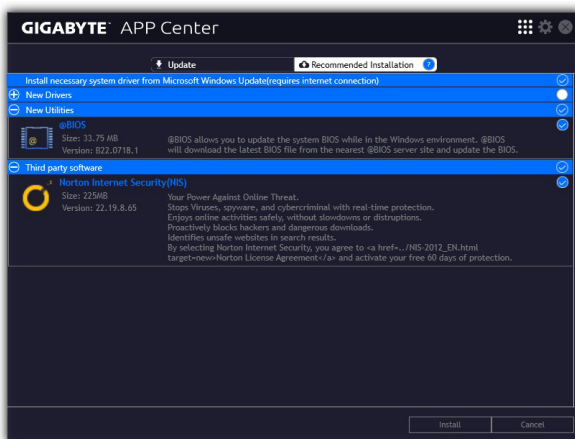 GIGABYTE™ APP Center
Update
Recommended Installation ?
Install necessary system driver from Microsoft Windows Update(requires internet connection)
New Drivers
New Utilities
@BIOS
Size: 33.75 MB
Version: B22.0718.1
@BIOS allows you to update the system BIOS while in the Windows environment. @BIOS
will download the latest BIOS file from the nearest @BIOS server site and update the BIOS.
Third party software
Norton Internet Security(NIS)
Size: 225MB
Version: 22.19.8.65
Your Power Against Online Threat.
Stops Viruses, spyware, and cybercriminal with real-time protection.
Enjoys online activities safely, without slowdowns or distruptions.
Proactively blocks hackers and dangerous downloads.
Identifies unsafe websites in search results.
By selecting Norton Internet Security, you agree to <a href=../NIS-2012_EN.html
target=new>Norton License Agreement</a> and activate your free 60 days of protection.
Install
Cancel